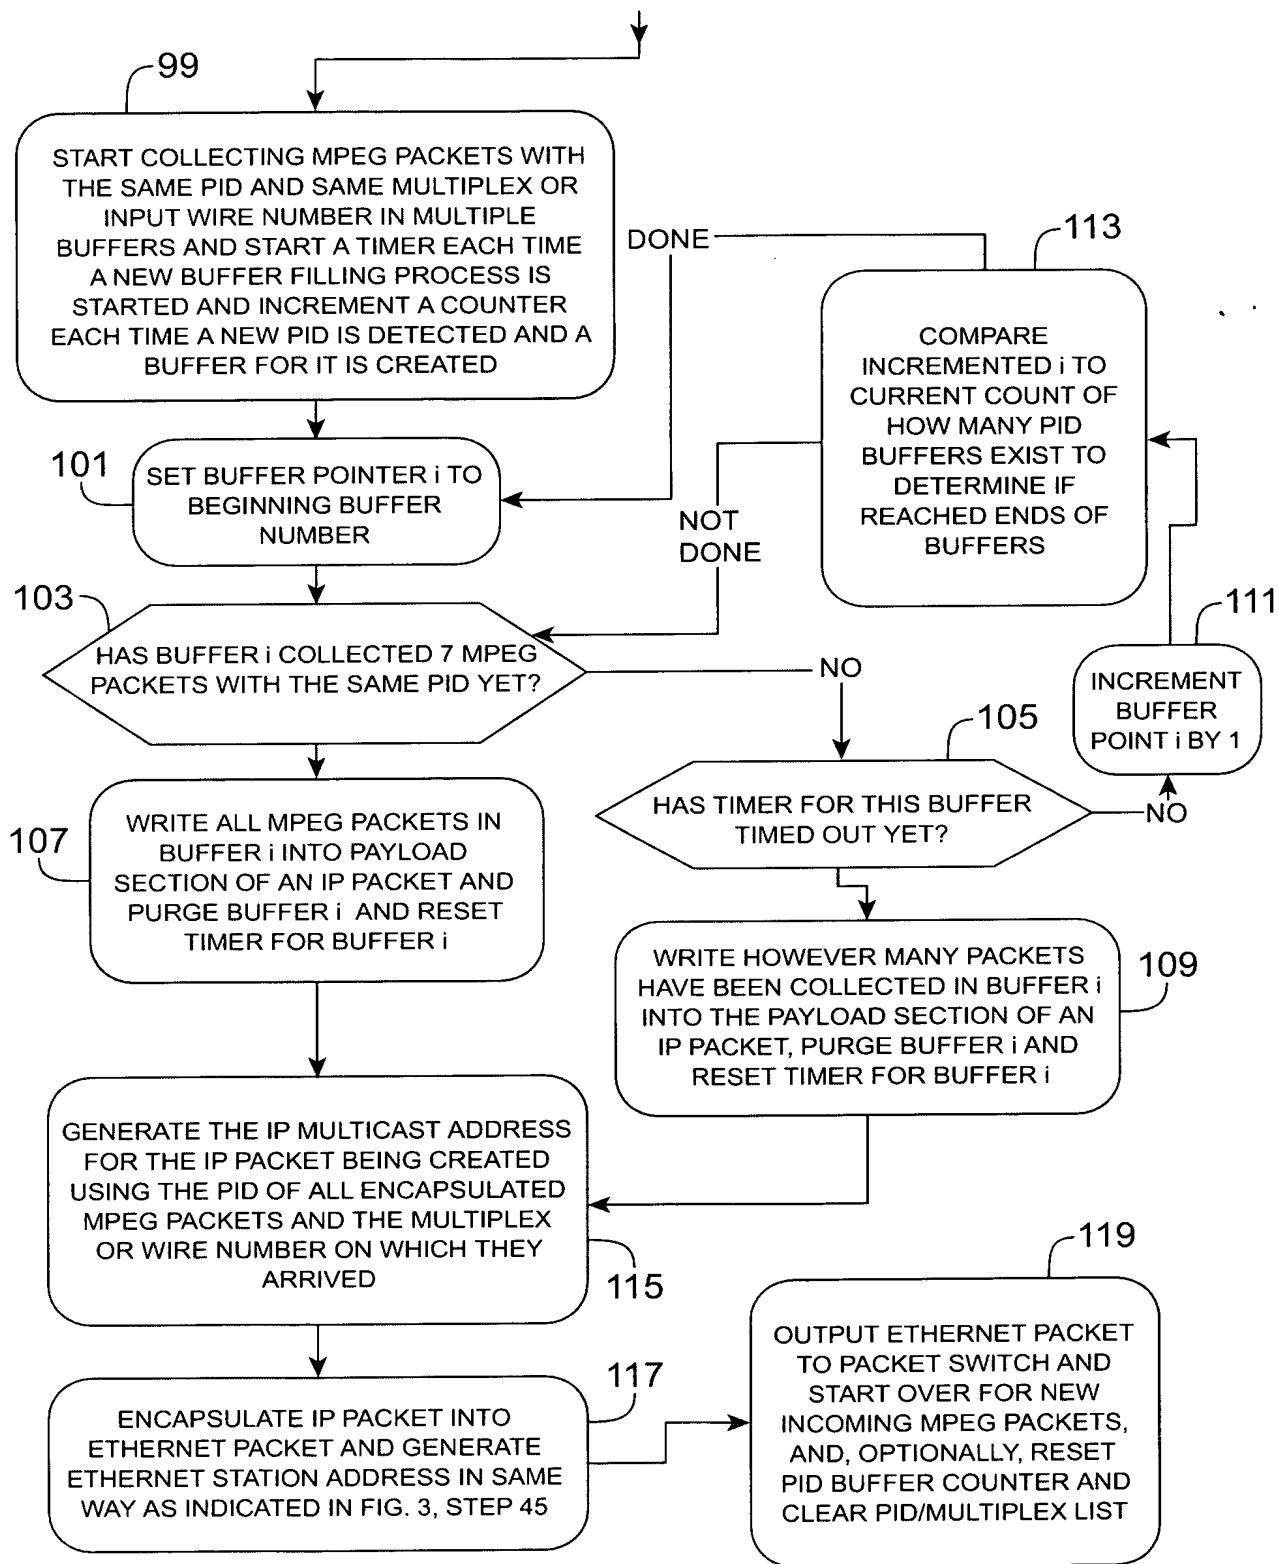 99
START COLLECTING MPEG PACKETS WITH
THE SAME PID AND SAME MULTIPLEX OR
INPUT WIRE NUMBER IN MULTIPLE
BUFFERS AND START A TIMER EACH TIME
A NEW BUFFER FILLING PROCESS IS
STARTED AND INCREMENT A COUNTER
EACH TIME A NEW PID IS DETECTED AND A
BUFFER FOR IT IS CREATED
DONE
113
COMPARE
INCREMENTED i TO
CURRENT COUNT OF
HOW MANY PID
BUFFERS EXIST TO
DETERMINE IF
REACHED ENDS OF
BUFFERS
101
SET BUFFER POINTER i TO
BEGINNING BUFFER
NUMBER
NOT
DONE
103
HAS BUFFER i COLLECTED 7 MPEG
PACKETS WITH THE SAME PID YET?
NO
111
INCREMENT
BUFFER
POINT i BY 1
105
HAS TIMER FOR THIS BUFFER
TIMED OUT YET?
NO
107
WRITE ALL MPEG PACKETS IN
BUFFER i INTO PAYLOAD
SECTION OF AN IP PACKET AND
PURGE BUFFER i AND RESET
TIMER FOR BUFFER i
WRITE HOWEVER MANY PACKETS
HAVE BEEN COLLECTED IN BUFFER i
INTO THE PAYLOAD SECTION OF AN
IP PACKET, PURGE BUFFER i AND
RESET TIMER FOR BUFFER i
109
GENERATE THE IP MULTICAST ADDRESS
FOR THE IP PACKET BEING CREATED
USING THE PID OF ALL ENCAPSULATED
MPEG PACKETS AND THE MULTIPLEX
OR WIRE NUMBER ON WHICH THEY
ARRIVED
115
117
ENCAPSULATE IP PACKET INTO
ETHERNET PACKET AND GENERATE
ETHERNET STATION ADDRESS IN SAME
WAY AS INDICATED IN FIG. 3, STEP 45
119
OUTPUT ETHERNET PACKET
TO PACKET SWITCH AND
START OVER FOR NEW
INCOMING MPEG PACKETS,
AND, OPTIONALLY, RESET
PID BUFFER COUNTER AND
CLEAR PID/MULTIPLEX LIST